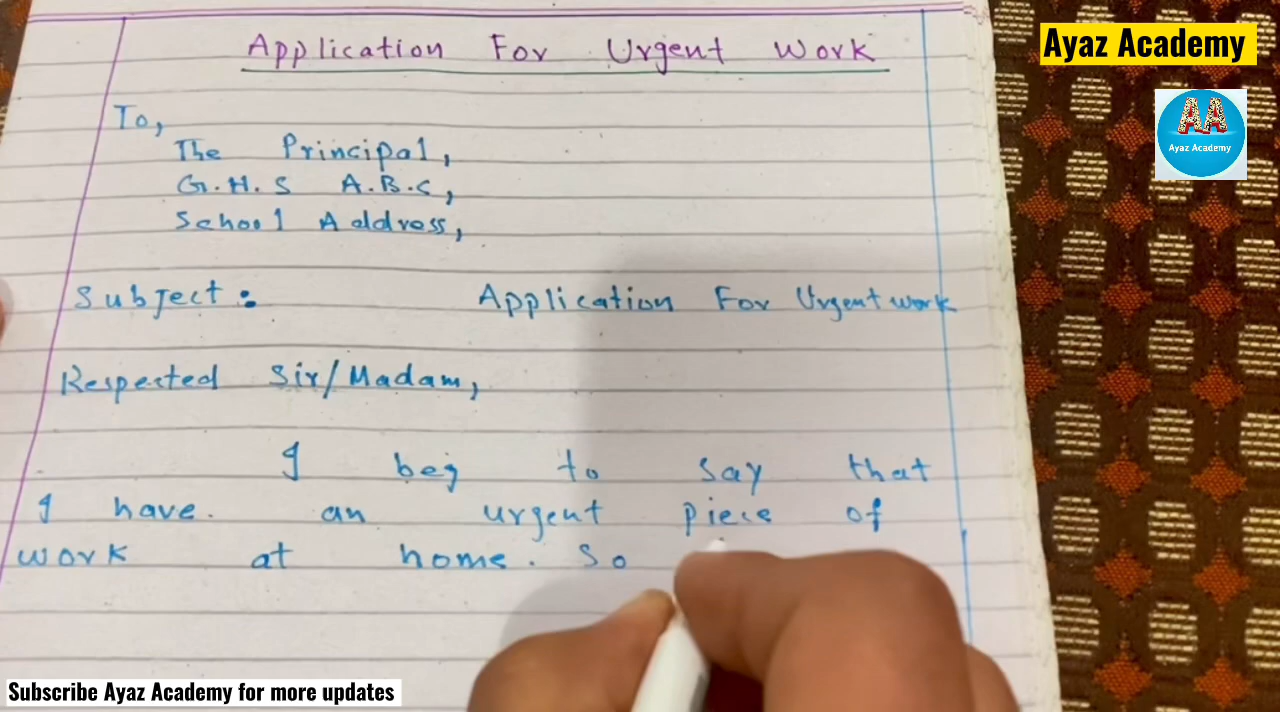 Application For Urgent Work
Ayaz Academy
AA
Ayaz Academy
To,
The Principal,
G.H.S A.B.C,
School Address,
Subject: Application For Urgent work
Respected Sir/Madam,
I beg to say that
I have. an urgent piece of
work at home. So
Subscribe Ayaz Academy for more updates